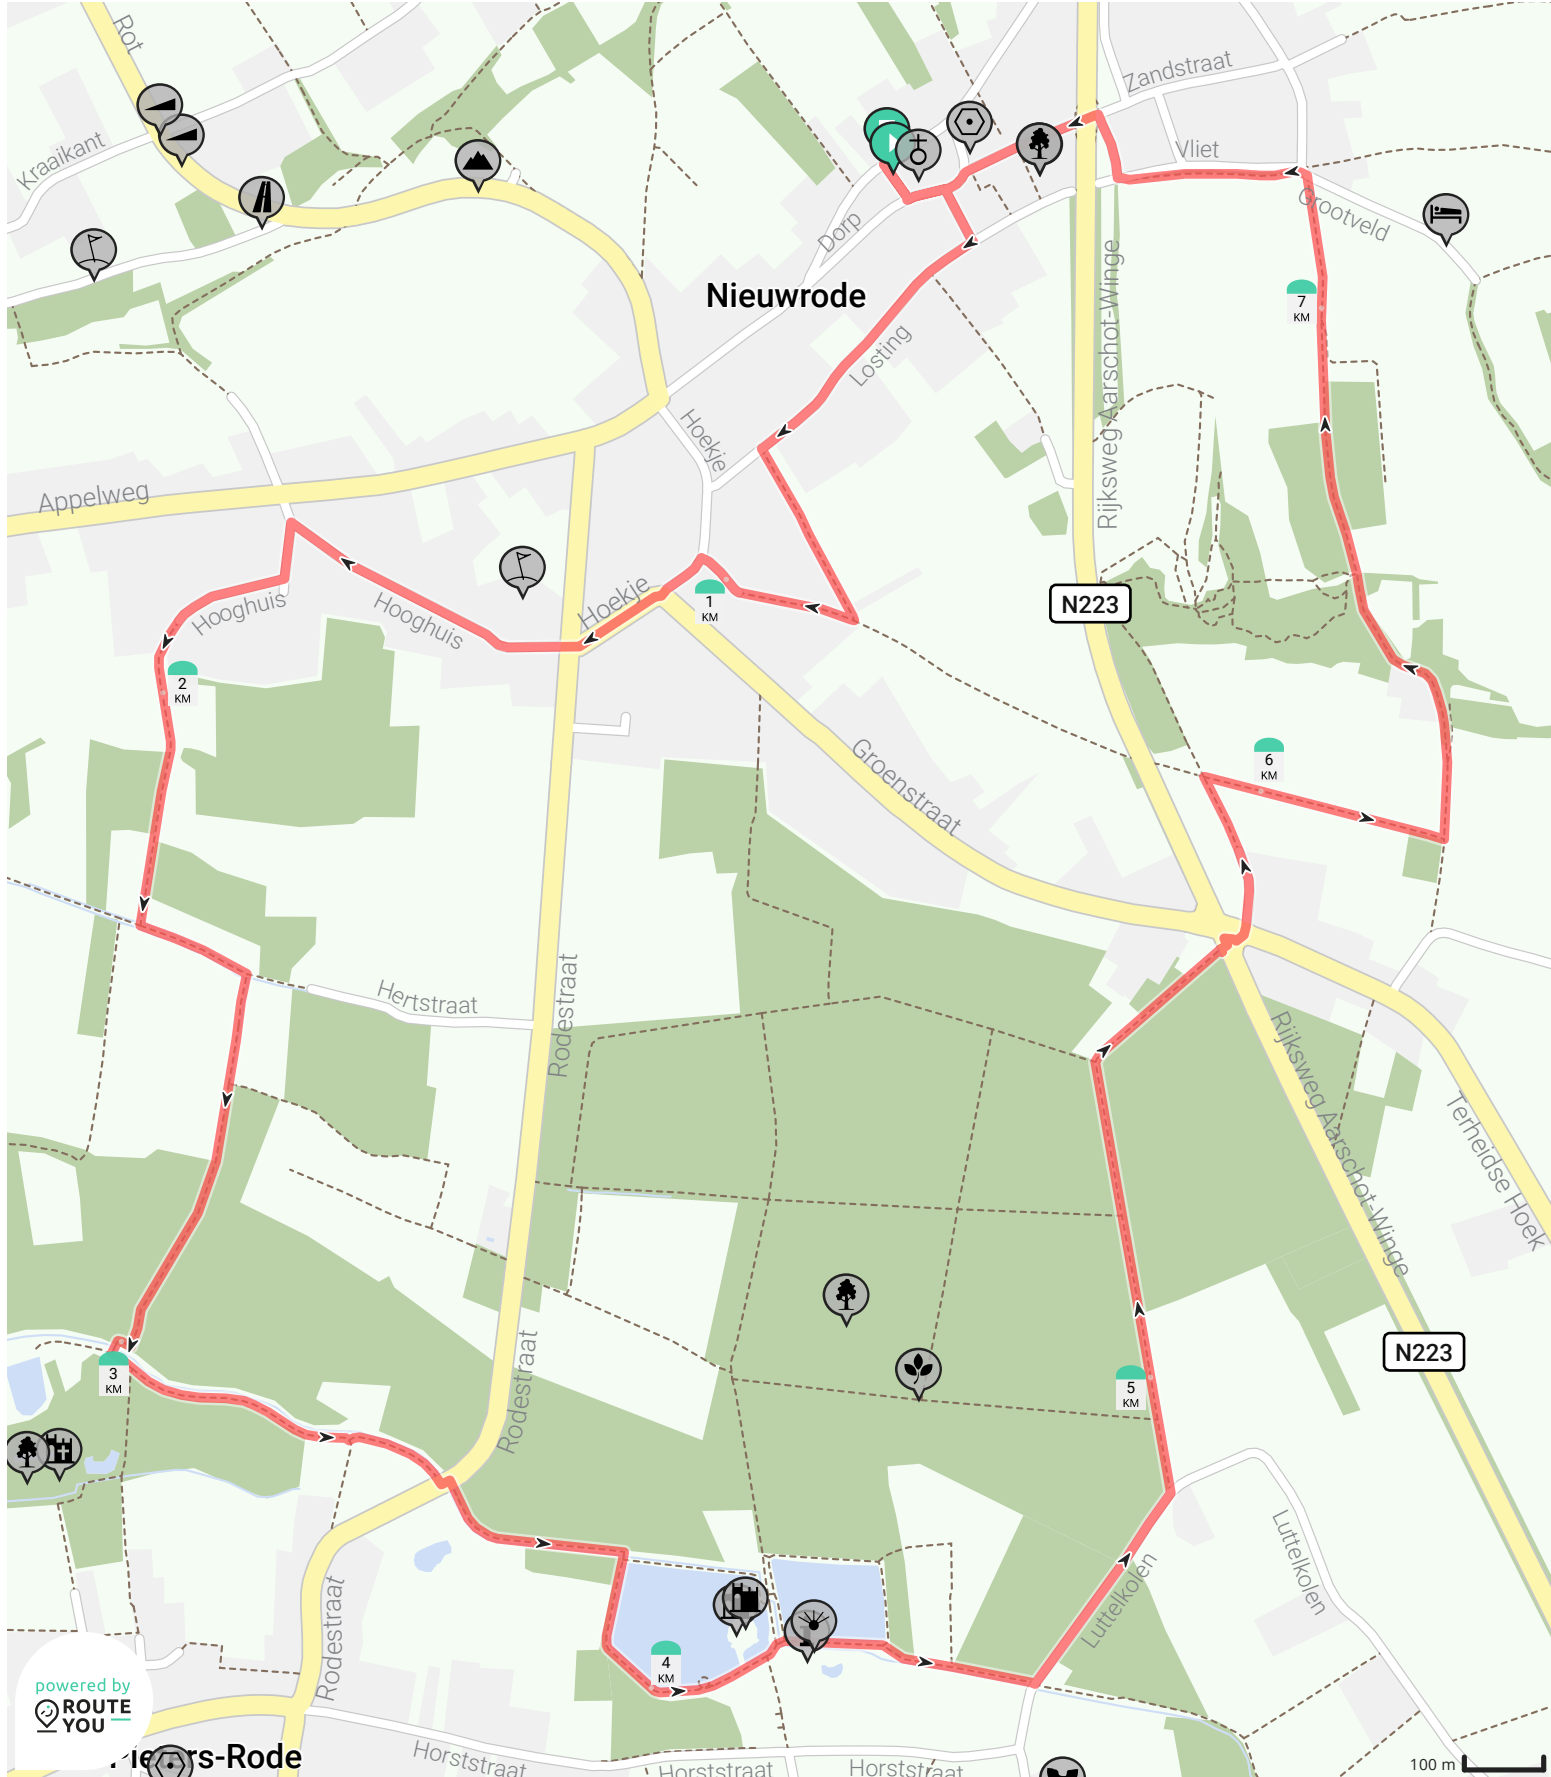 Rot
Zandstraat
Kraaikant
Vliet
Grootveld
Dorp
Nieuwrode
7
KM
Rijksweg Aarschot-Winge
Losting
Hoekje
Appelweg
N223
Hoekje
1
KM
Hooghuis
Hooghuis
2
KM
6
KM
Groenstraat
Hertstraat
Rodestraat
Rijksweg Aarschot-Winge
Terheidse Hoek
N223
3
KM
5
KM
Rodestraat
Luttelkolen
Luttelkolen
Rodestraat
4
KM
powered by
ROUTE
YOU
Horststraat
Horststraat
Horststraat
100 m